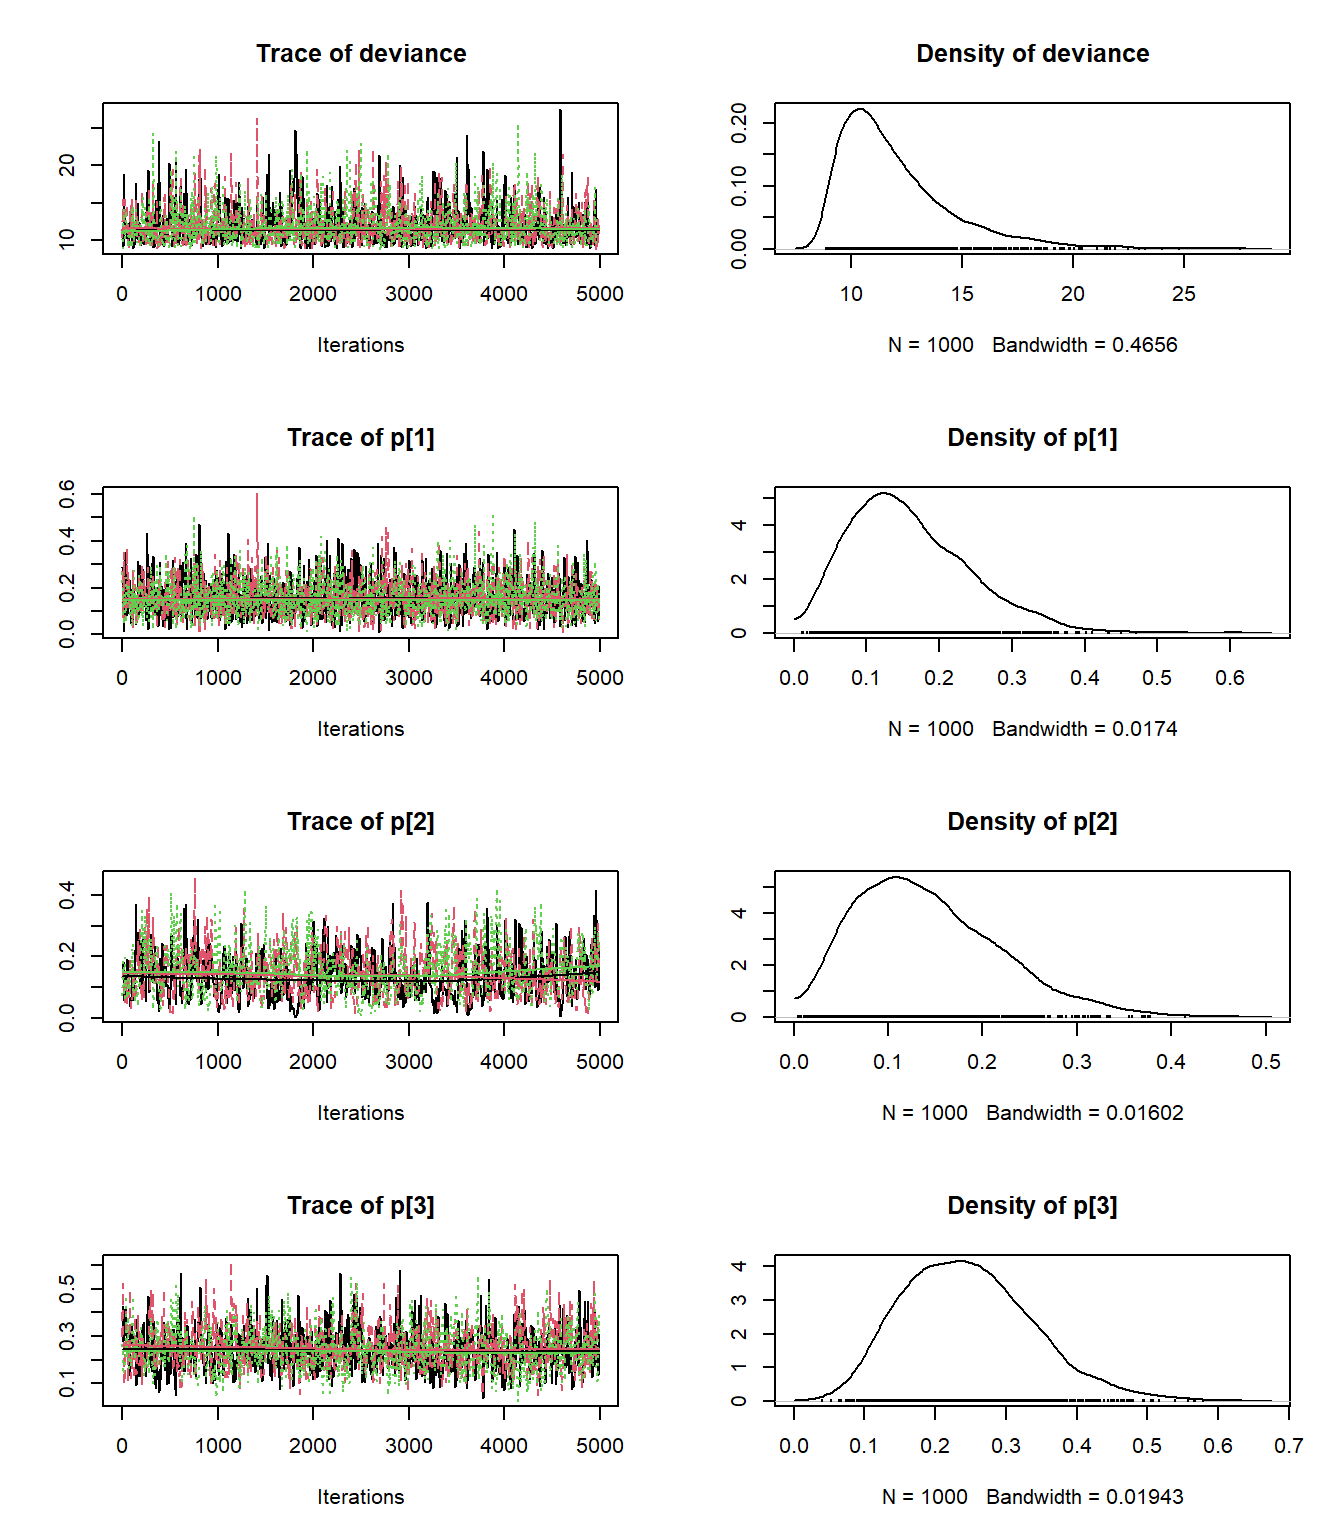 Trace of deviance
20
10
0 1000 2000 3000 4000 5000
Iterations
Density of deviance
0.20
0.10
0.00
10 15 20 25
N = 1000 Bandwidth = 0.4656
Trace of p[1]
0.6
0.4
0.2
0.0
0 1000 2000 3000 4000 5000
Iterations
Density of p[1]
4
2
0
0.0 0.1 0.2 0.3 0.4 0.5 0.6
N = 1000 Bandwidth = 0.0174
Trace of p[2]
0.4
0.2
0.0
0 1000 2000 3000 4000 5000
Iterations
Density of p[2]
4
2
0
0.0 0.1 0.2 0.3 0.4 0.5
N = 1000 Bandwidth = 0.01602
Trace of p[3]
0.5
0.3
0.1
0 1000 2000 3000 4000 5000
Iterations
Density of p[3]
4
3
2
1
0
0.0 0.1 0.2 0.3 0.4 0.5 0.6 0.7
N = 1000 Bandwidth = 0.01943